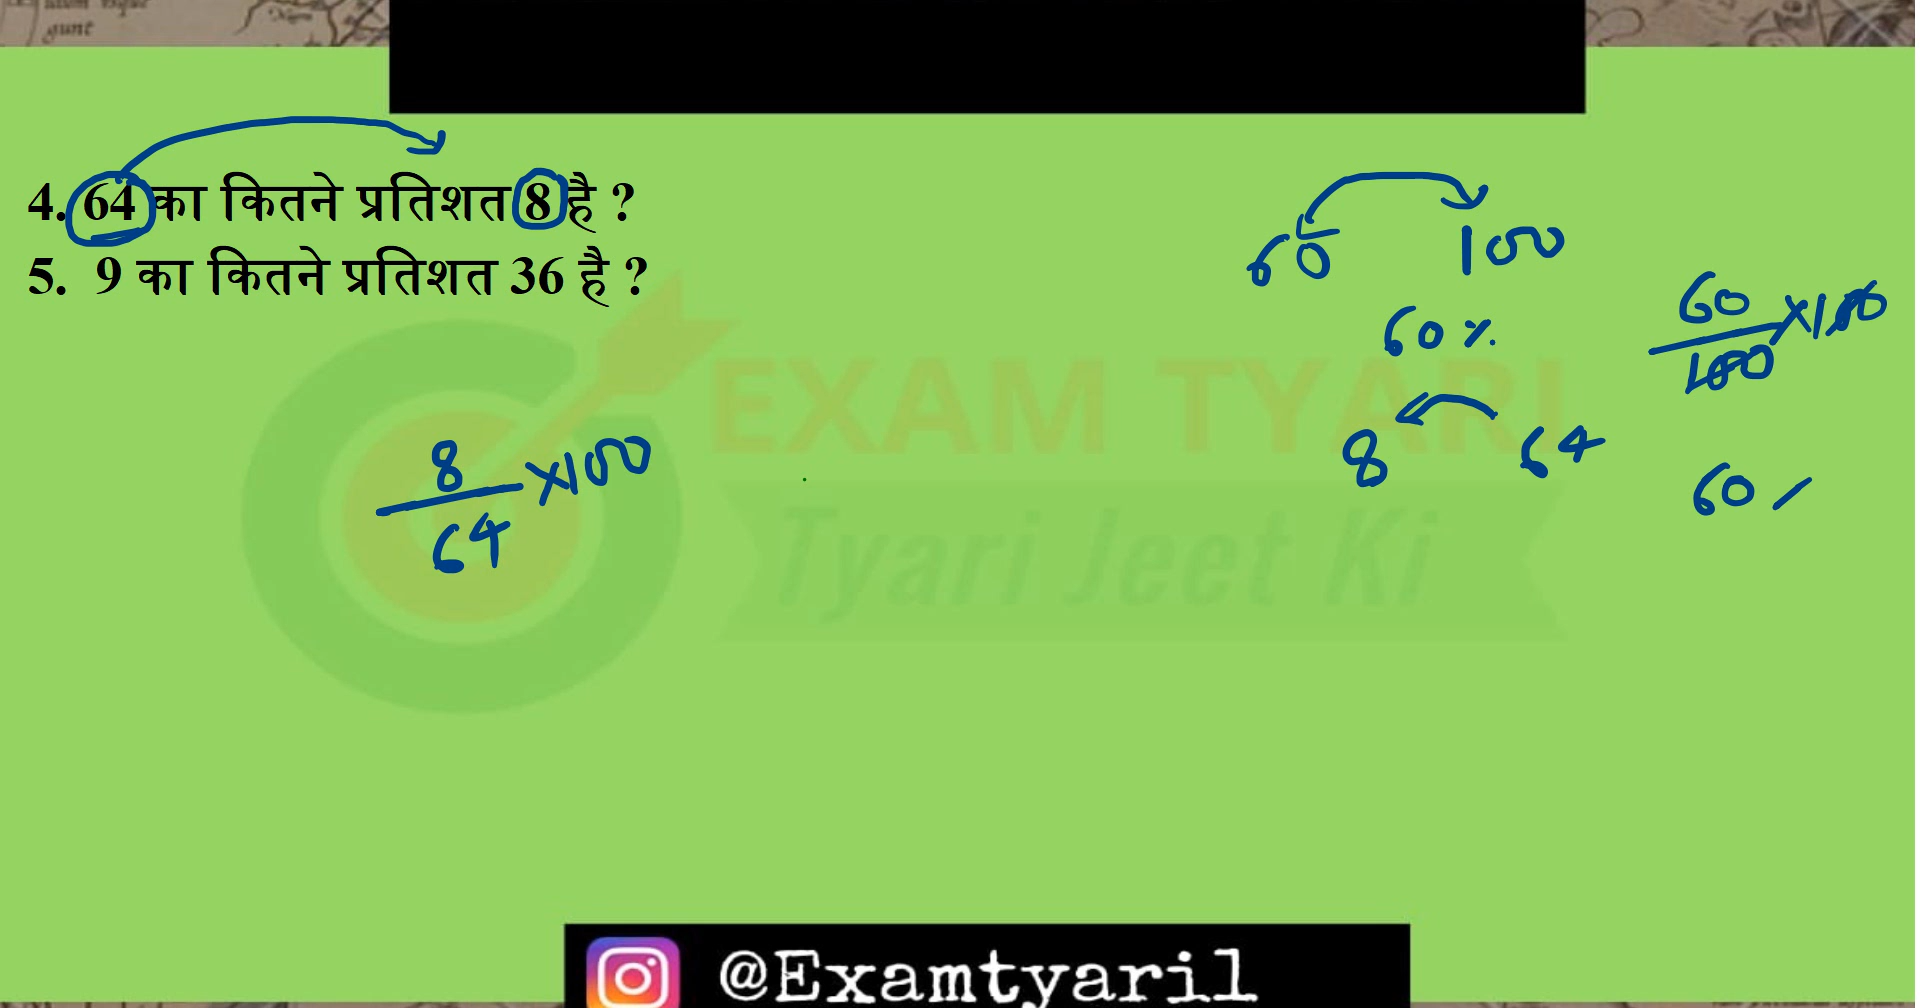 gunt
4. 64 का कितने प्रतिशत 8 है ?
5. 9 का कितने प्रतिशत 36 है ?
60 100
60 %
60
100 ×100
8 64
60 /
8
64 ×100
EXAM TYARI
Tyari Jeet Ki
@Examtyari1